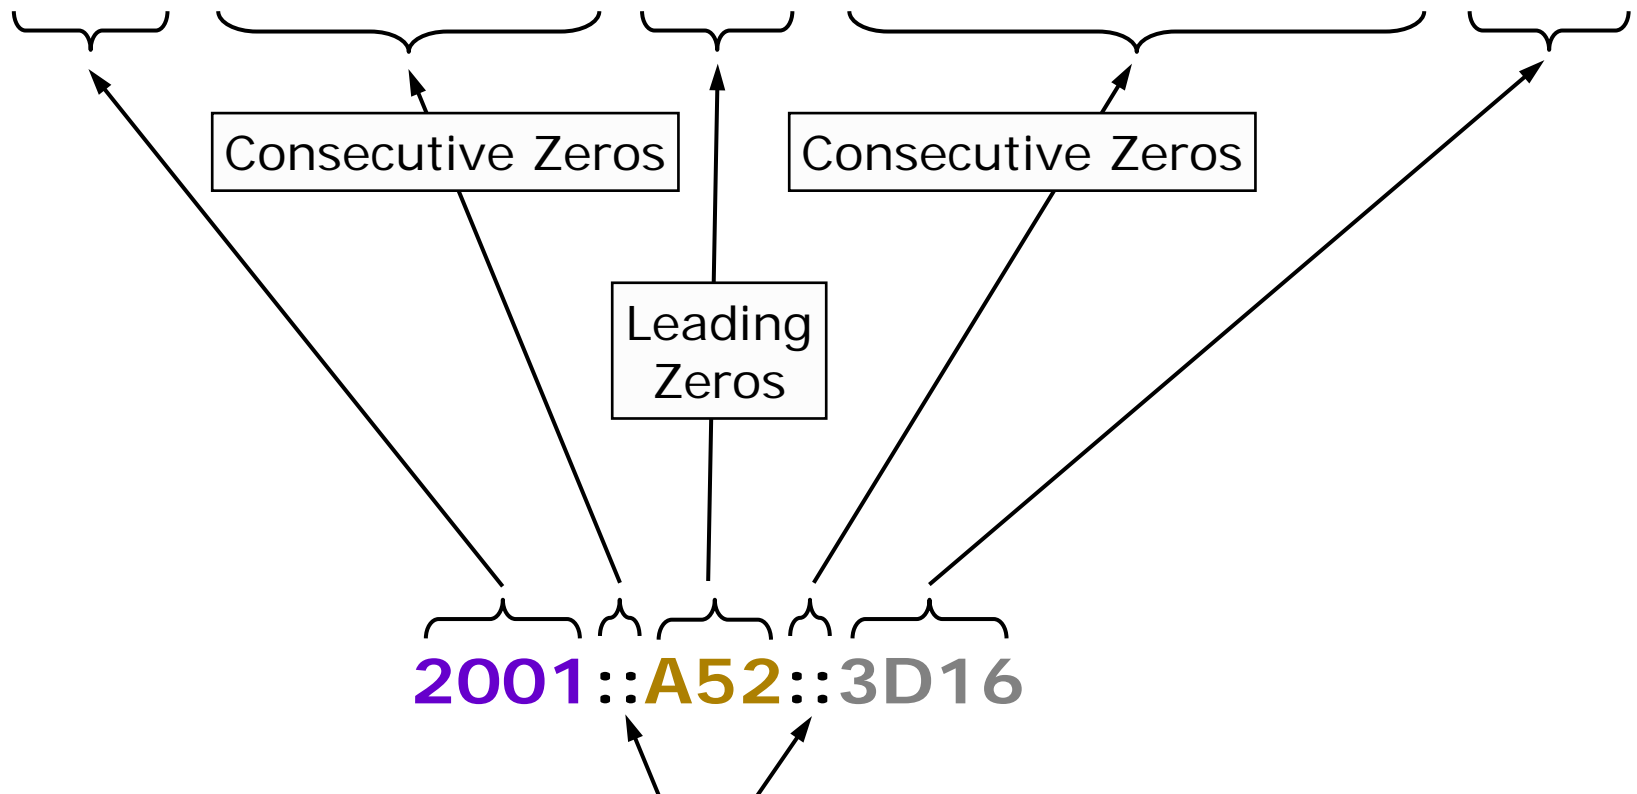 Consecutive Zeros
Consecutive Zeros
Leading
Zeros
2001::A52::3D16